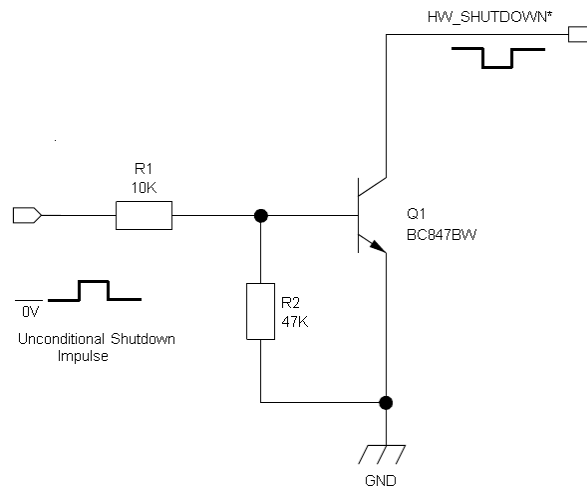 HW_SHUTDOWN*
R1
10K
Q1
BC847BW
R2
47K
0V
Unconditional Shutdown
Impulse
GND